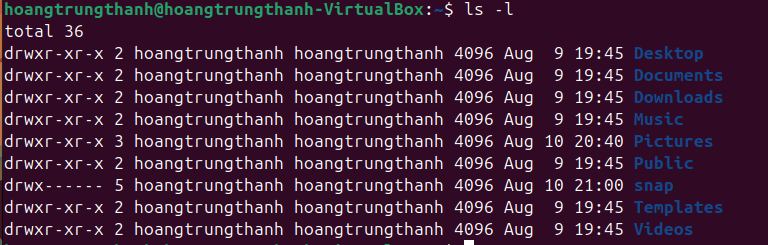 hoangtrungthanh@hoangtrungthanh-VirtualBox:~$ ls -l
total 36
drwxr-xr-x 2 hoangtrungthanh hoangtrungthanh 4096 Aug  9 19:45 Desktop
drwxr-xr-x 2 hoangtrungthanh hoangtrungthanh 4096 Aug  9 19:45 Documents
drwxr-xr-x 2 hoangtrungthanh hoangtrungthanh 4096 Aug  9 19:45 Downloads
drwxr-xr-x 2 hoangtrungthanh hoangtrungthanh 4096 Aug  9 19:45 Music
drwxr-xr-x 3 hoangtrungthanh hoangtrungthanh 4096 Aug 10 20:40 Pictures
drwxr-xr-x 2 hoangtrungthanh hoangtrungthanh 4096 Aug  9 19:45 Public
drwx------ 5 hoangtrungthanh hoangtrungthanh 4096 Aug 10 21:00 snap
drwxr-xr-x 2 hoangtrungthanh hoangtrungthanh 4096 Aug  9 19:45 Templates
drwxr-xr-x 2 hoangtrungthanh hoangtrungthanh 4096 Aug  9 19:45 Videos